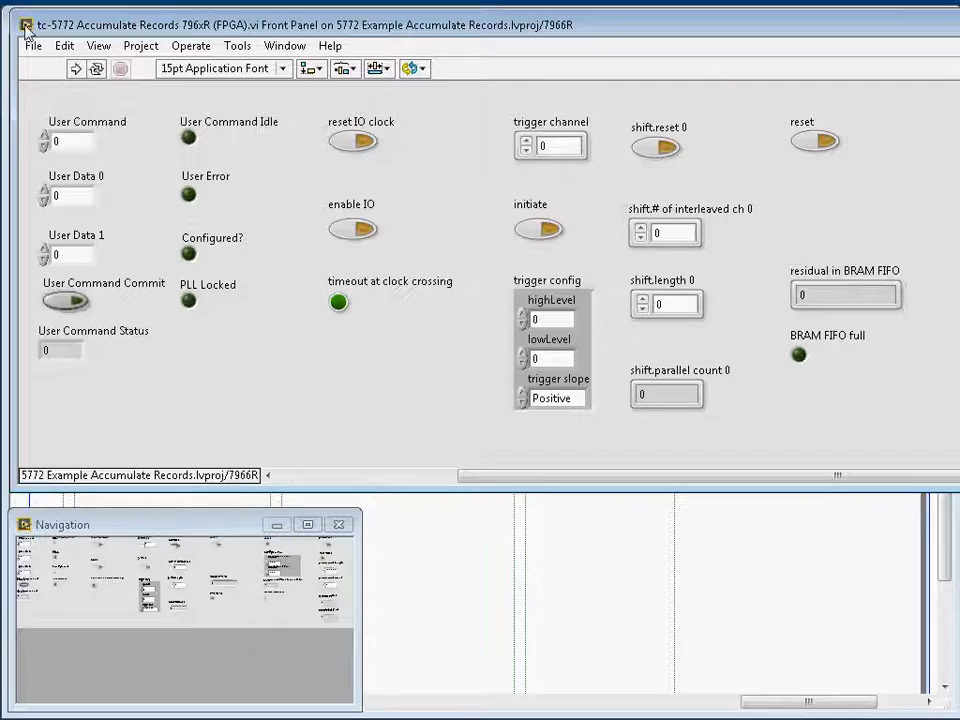 tc-5772 Accumulate Records 796xR (FPGA).vi Front Panel on 5772 Example Accumulate Records.lvproj/7966R
File Edit View Project Operate Tools Window Help
15pt Application Font
User Command
0
User Command Idle
reset IO clock
trigger channel
0
shift.reset 0
reset
User Data 0
0
User Error
enable IO
initiate
shift.# of interleaved ch 0
0
User Data 1
0
Configured?
User Command Commit
PLL Locked
timeout at clock crossing
trigger config
highLevel
0
lowLevel
0
trigger slope
Positive
shift.length 0
0
residual in BRAM FIFO
0
User Command Status
0
BRAM FIFO full
shift.parallel count 0
0
5772 Example Accumulate Records.lvproj/7966R
Navigation